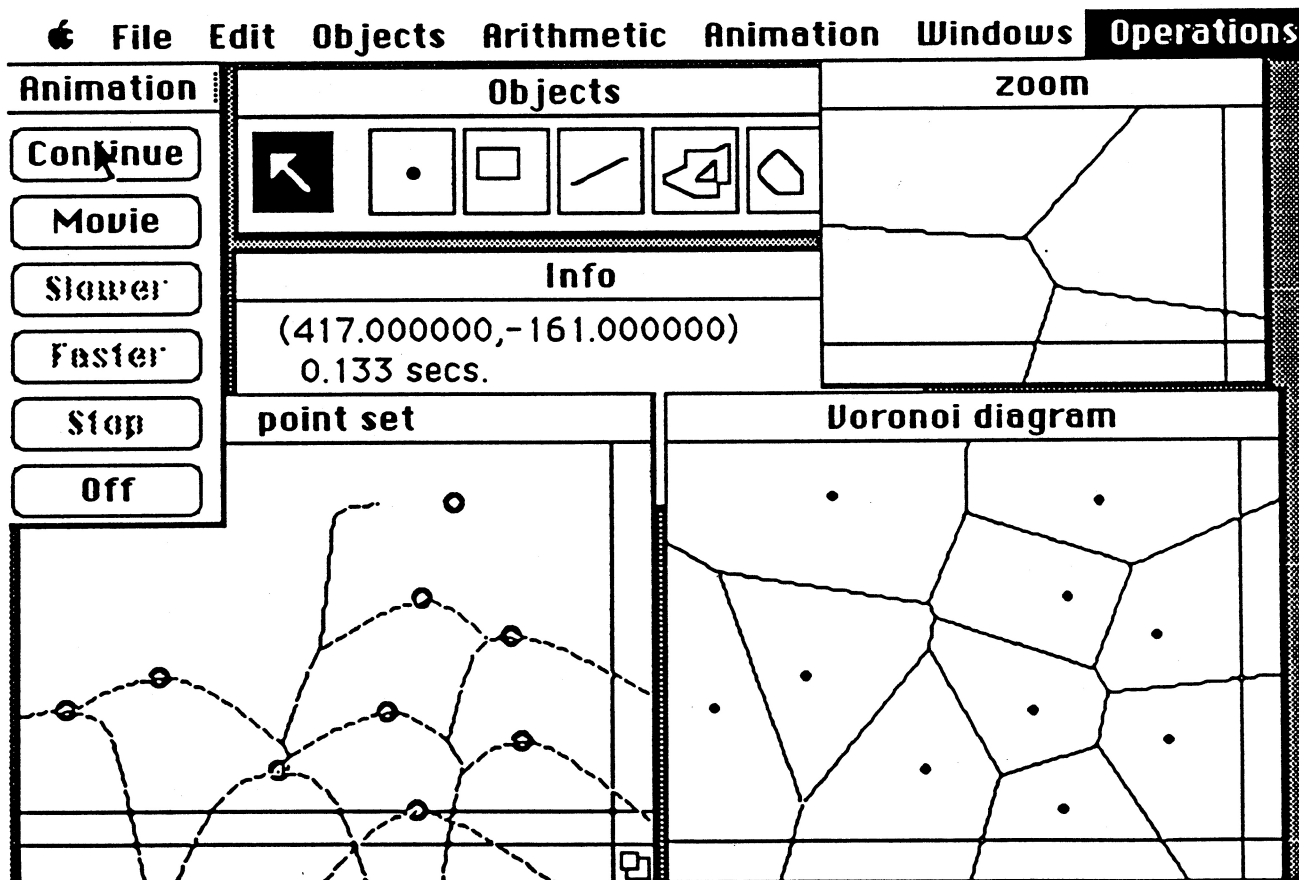 File Edit Objects Arithmetic Animation Windows Operations
Animation
Objects
zoom
Continue
Movie
Slower
Faster
Stop
Off
Info
(417.000000,-161.000000)
0.133 secs.
point set
Voronoi diagram